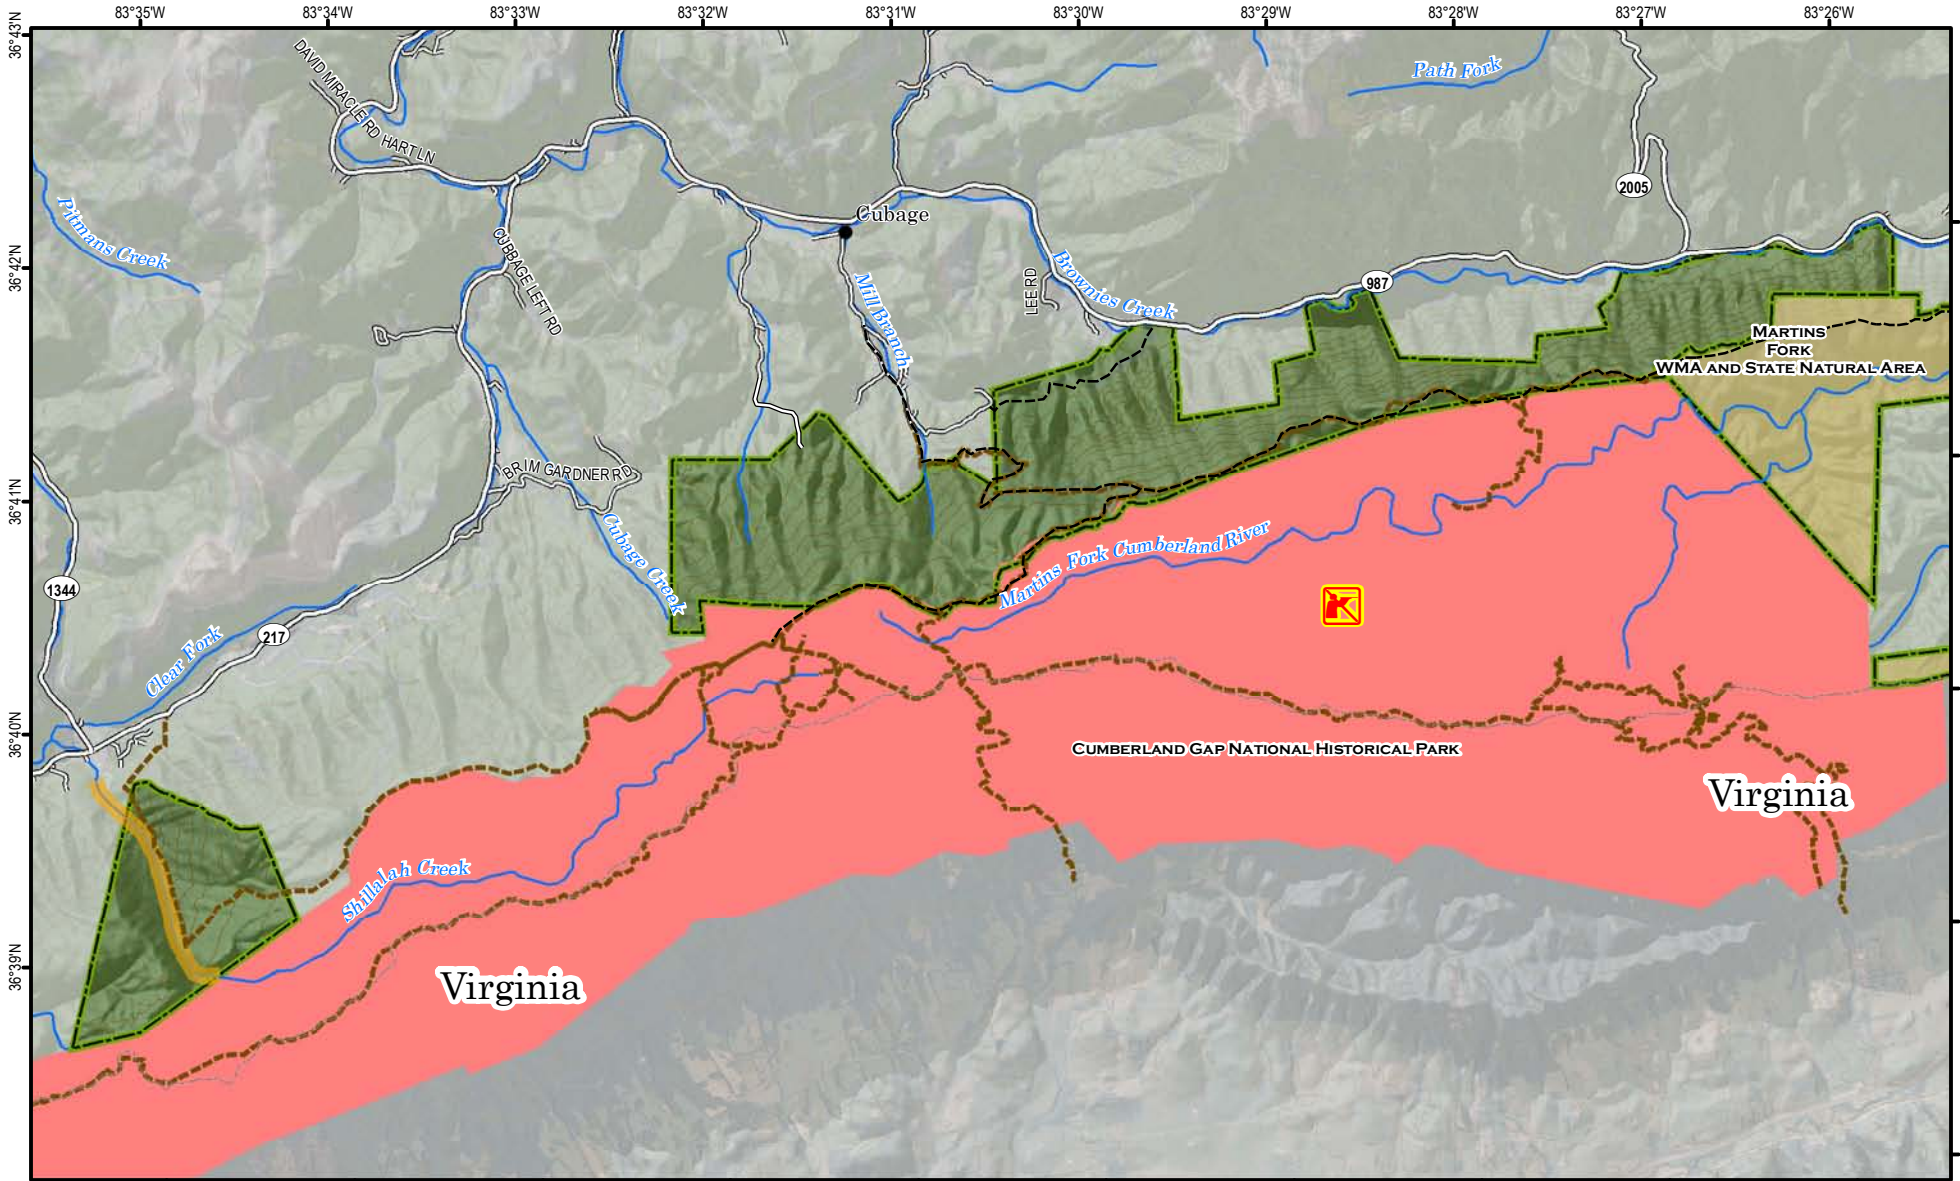 83°35'W
83°34'W
83°33'W
83°32'W
83°31'W
83°30'W
83°29'W
83°28'W
83°27'W
83°26'W
36°43'N
36°42'N
36°41'N
36°40'N
36°39'N
DAVID MIRACLE RD
HART LN
Path Fork
2005
Pitmans Creek
Cubage
CUBBAGE LEFT RD
Mill Branch
LEE RD
Brownies Creek
987
MARTINS
FORK
WMA AND STATE NATURAL AREA
BRIM GARDNER RD
Cubage Creek
Martins Fork Cumberland River
1344
217
Clear Fork
CUMBERLAND GAP NATIONAL HISTORICAL PARK
Virginia
Shillalah Creek
Virginia